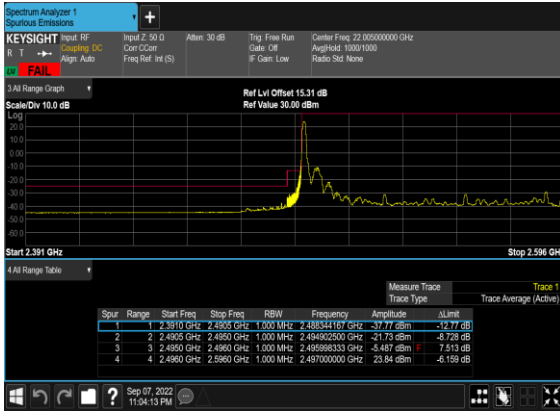 Spectrum Analyzer 1
Spurious Emissions
+
KEYSIGHT Input: RF Input Z: 50 Ω Atten: 30 dB Trig: Free Run Center Freq: 22.005000000 GHz
R T Coupling: DC Corr CCorr Gate: Off Avg|Hold: 1000/1000
Align: Auto Freq Ref: Int (S) IF Gain: Low Radio Std: None
FAIL
3 All Range Graph
Ref Lvl Offset 15.31 dB
Scale/Div 10.0 dB Ref Value 30.00 dBm
Log
20.0
10.0
0.00
-10.0
-20.0
-30.0
-40.0
-50.0
-60.0
Start 2.391 GHz Stop 2.596 GH
4 All Range Table
Measure Trace Trace 1
Trace Type Trace Average (Active)
Spur Range Start Freq Stop Freq RBW Frequency Amplitude ΔLimit
1 1 2.3910 GHz 2.4905 GHz 1.000 MHz 2.488344167 GHz -37.77 dBm -12.77 dB
2 2 2.4905 GHz 2.4950 GHz 1.000 MHz 2.494902500 GHz -21.73 dBm -8.728 dB
3 3 2.4950 GHz 2.4960 GHz 1.000 MHz 2.495998333 GHz -5.487 dBm F 7.513 dB
4 4 2.4960 GHz 2.5960 GHz 1.000 MHz 2.497000000 GHz 23.84 dBm -6.159 dB
? Sep 07, 2022
11:04:13 PM